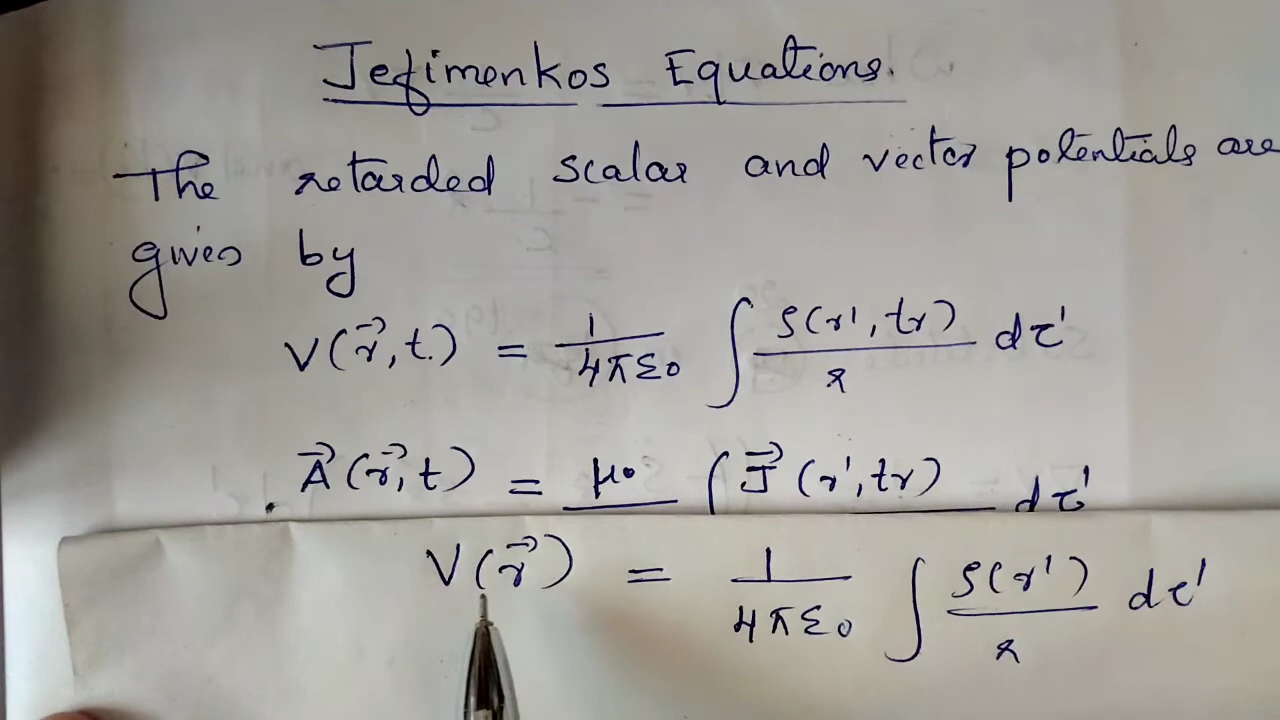 Jefimenkos Equations.
The retarded scalar and vector potentials are
given by
V(r⃗, t.) = 1/4πε0 ∫ ρ(r', tr)/r dτ'
A⃗(r⃗, t) = μ0 ∫ J⃗(r', tr) dτ'
V(r⃗) = 1/4πε0 ∫ ρ(r')/r dτ'